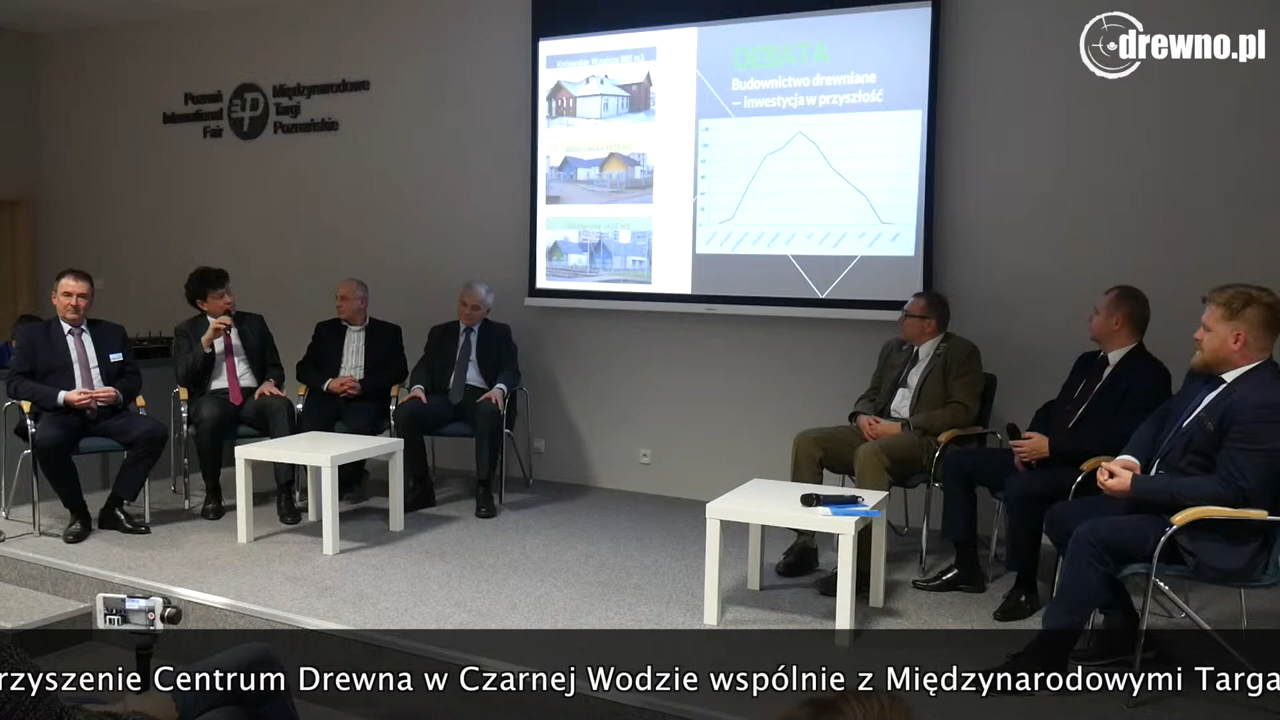 drewno.pl
Poznań
International
Fair
Międzynarodowe
Targi
Poznańskie
DEBATA
Budownictwo drewniane
— inwestycja w przyszłość
rzyszenie Centrum Drewna w Czarnej Wodzie wspólnie z Międzynarodowymi Targa